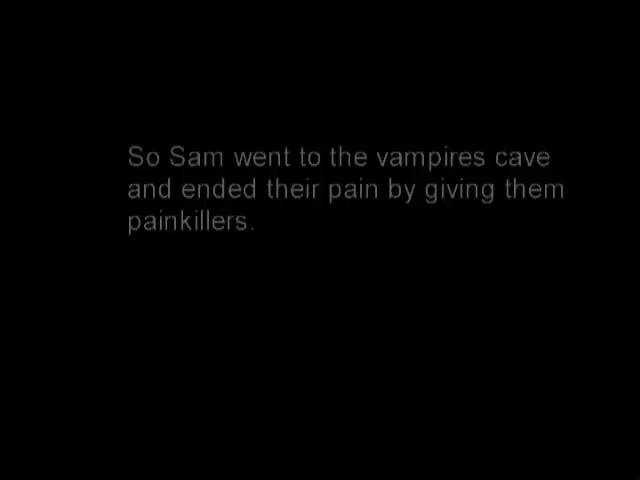 So Sam went to the vampires cave
and ended their pain by giving them
painkillers.